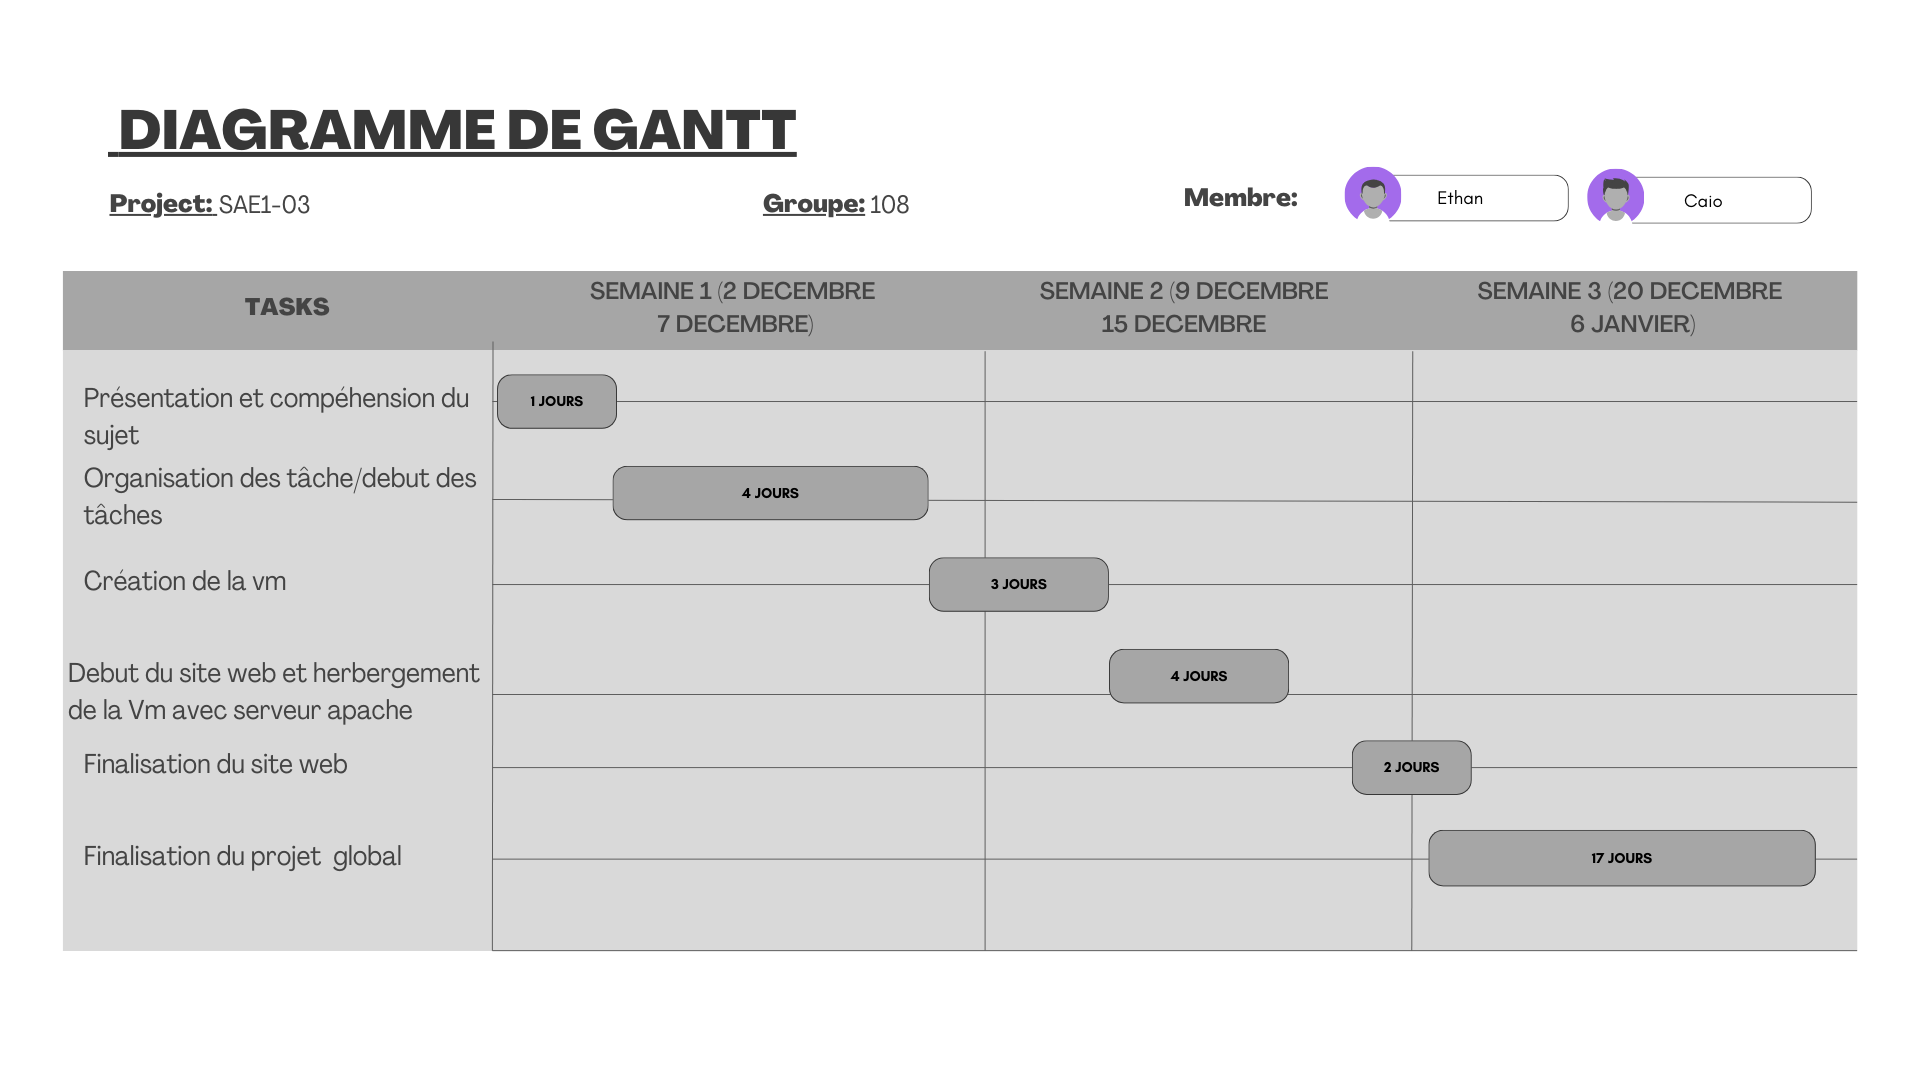 DIAGRAMME DE GANTT
Project: SAE1-03
Groupe: 108
Membre:
Ethan
Caio
TASKS
SEMAINE 1 (2 DECEMBRE
7 DECEMBRE)
SEMAINE 2 (9 DECEMBRE
15 DECEMBRE
SEMAINE 3 (20 DECEMBRE
6 JANVIER)
Présentation et compéhension du
sujet
1 JOURS
Organisation des tâche/debut des
tâches
4 JOURS
Création de la vm
3 JOURS
Debut du site web et herbergement
de la Vm avec serveur apache
4 JOURS
Finalisation du site web
2 JOURS
Finalisation du projet  global
17 JOURS